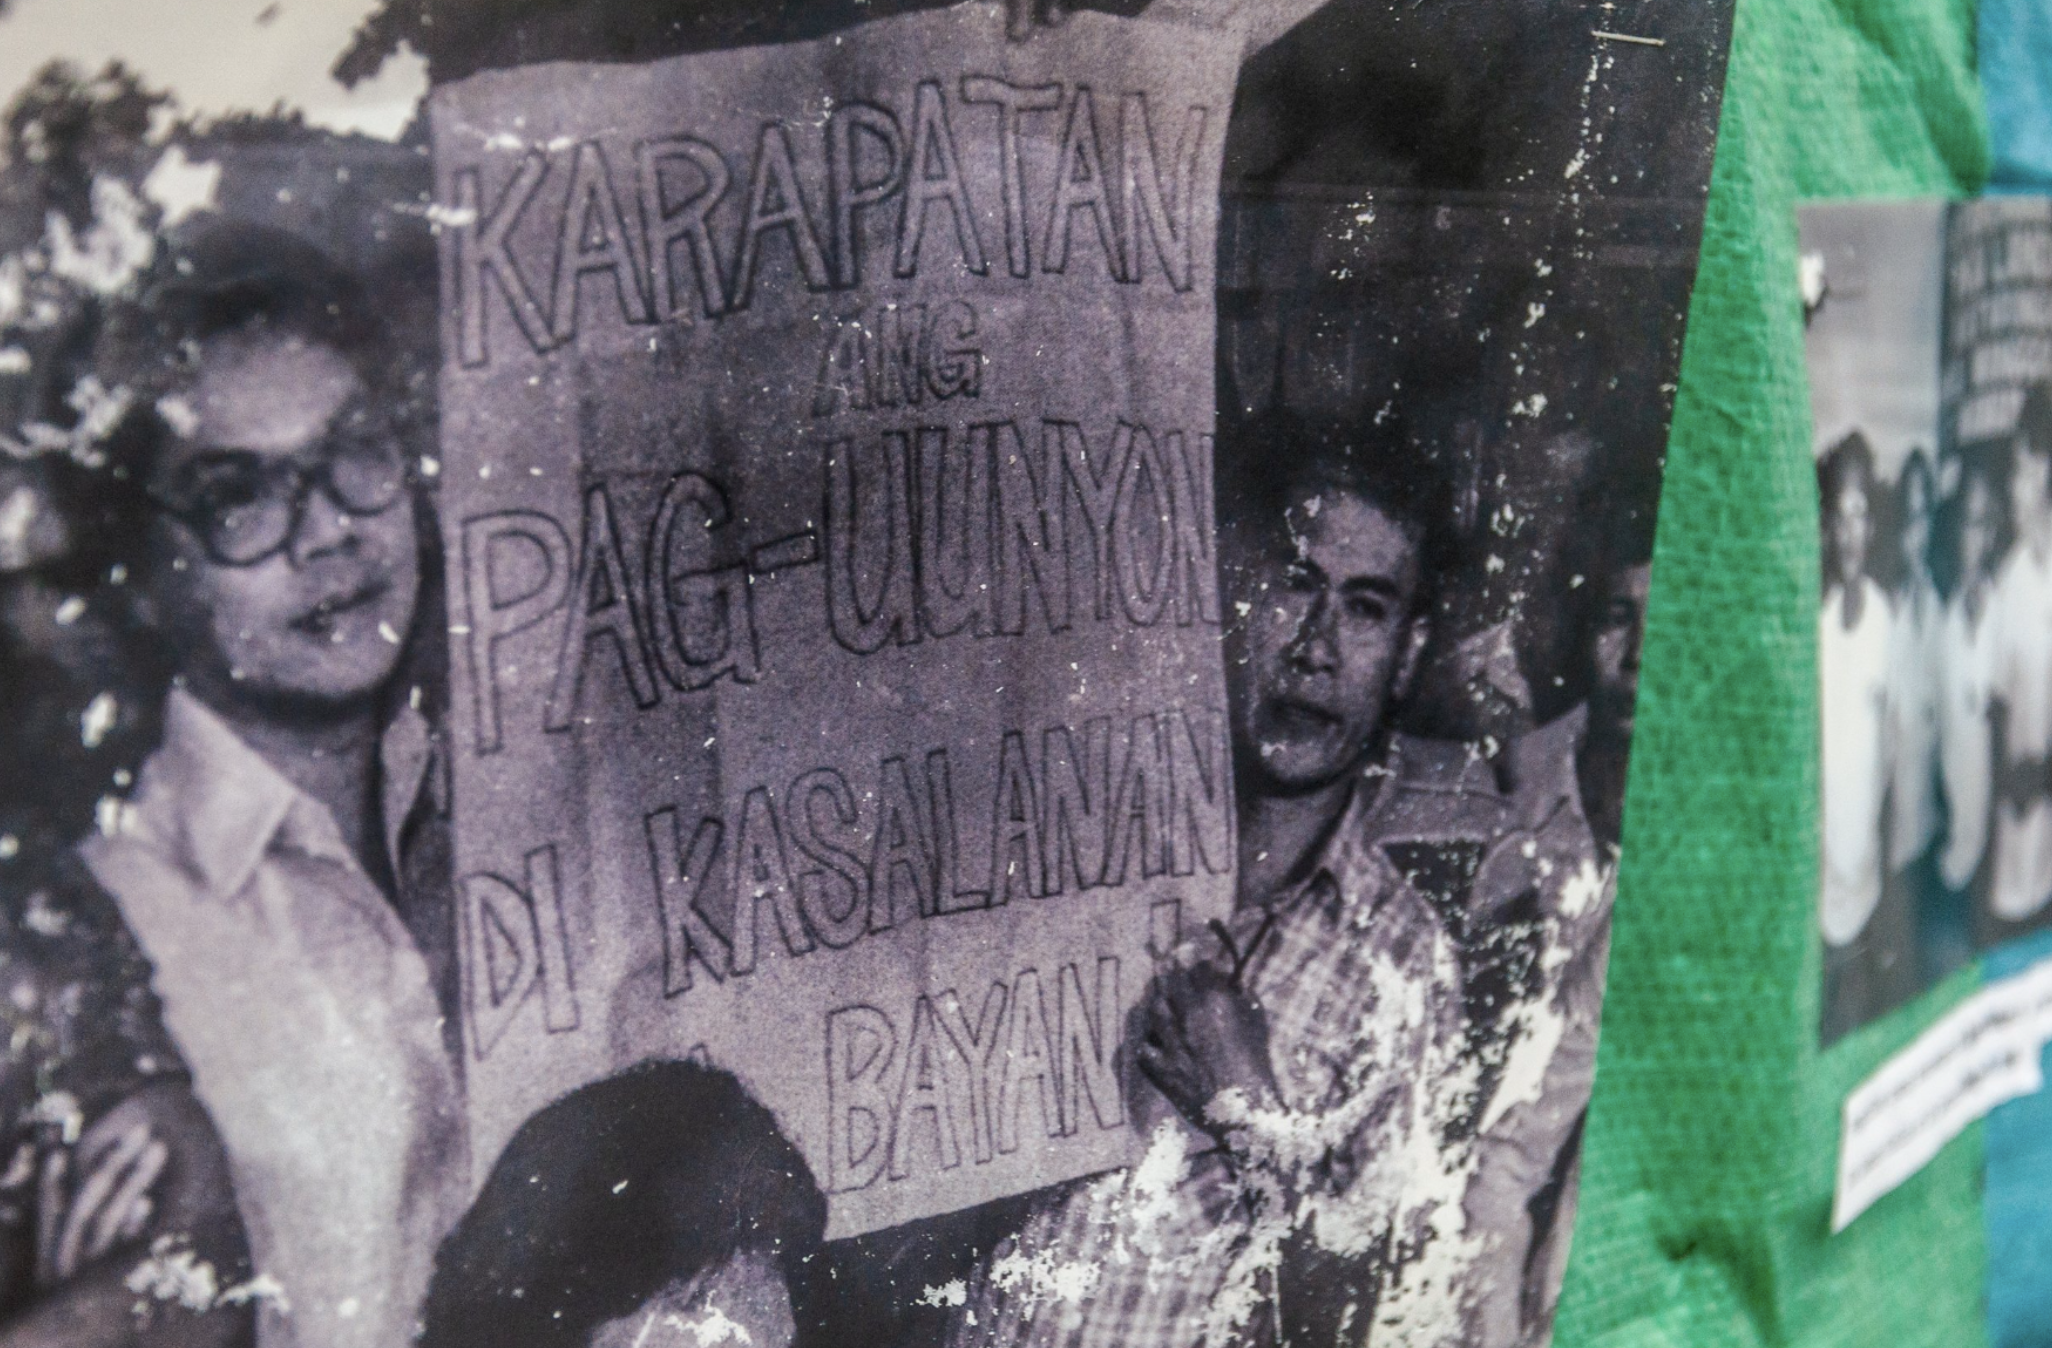 KARAPATAN
ANG
PAG-UUNYON
DI KASALANAN
BAYAN